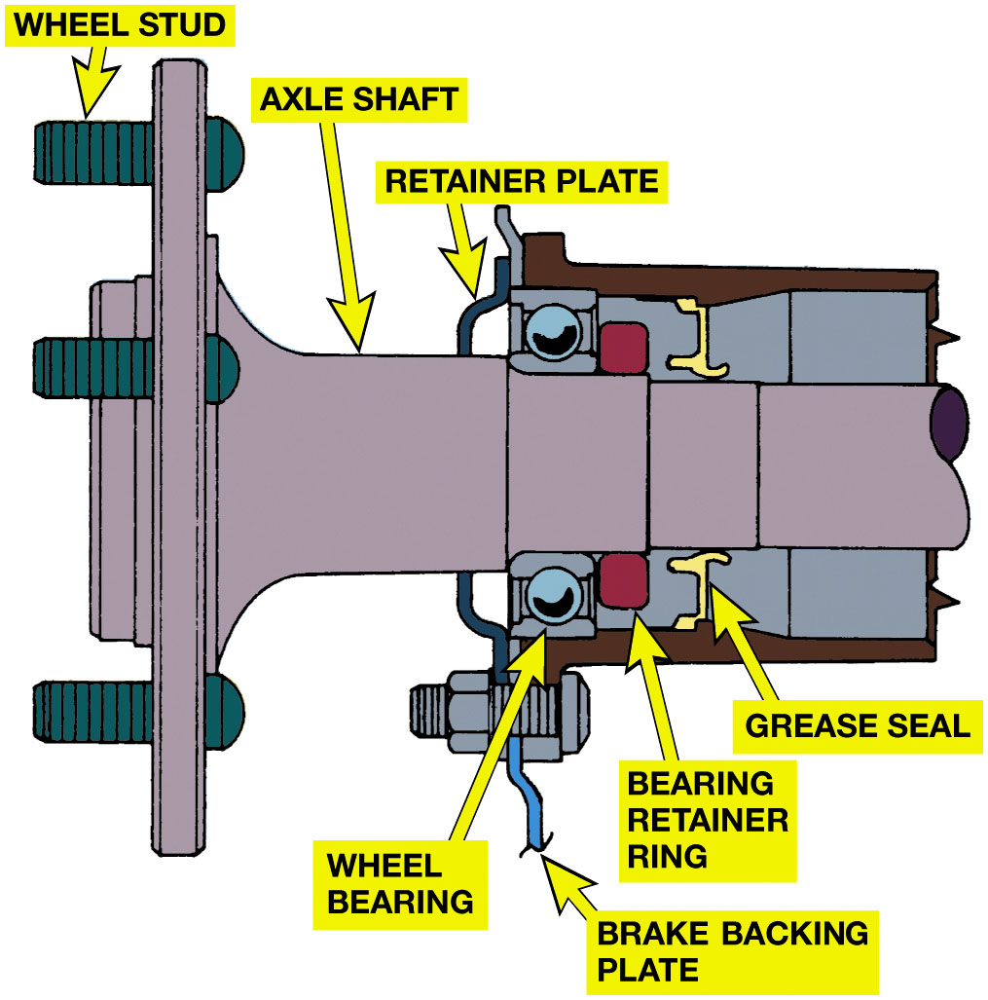 WHEEL STUD
AXLE SHAFT
RETAINER PLATE
GREASE SEAL
BEARING
RETAINER
RING
WHEEL
BEARING
BRAKE BACKING
PLATE